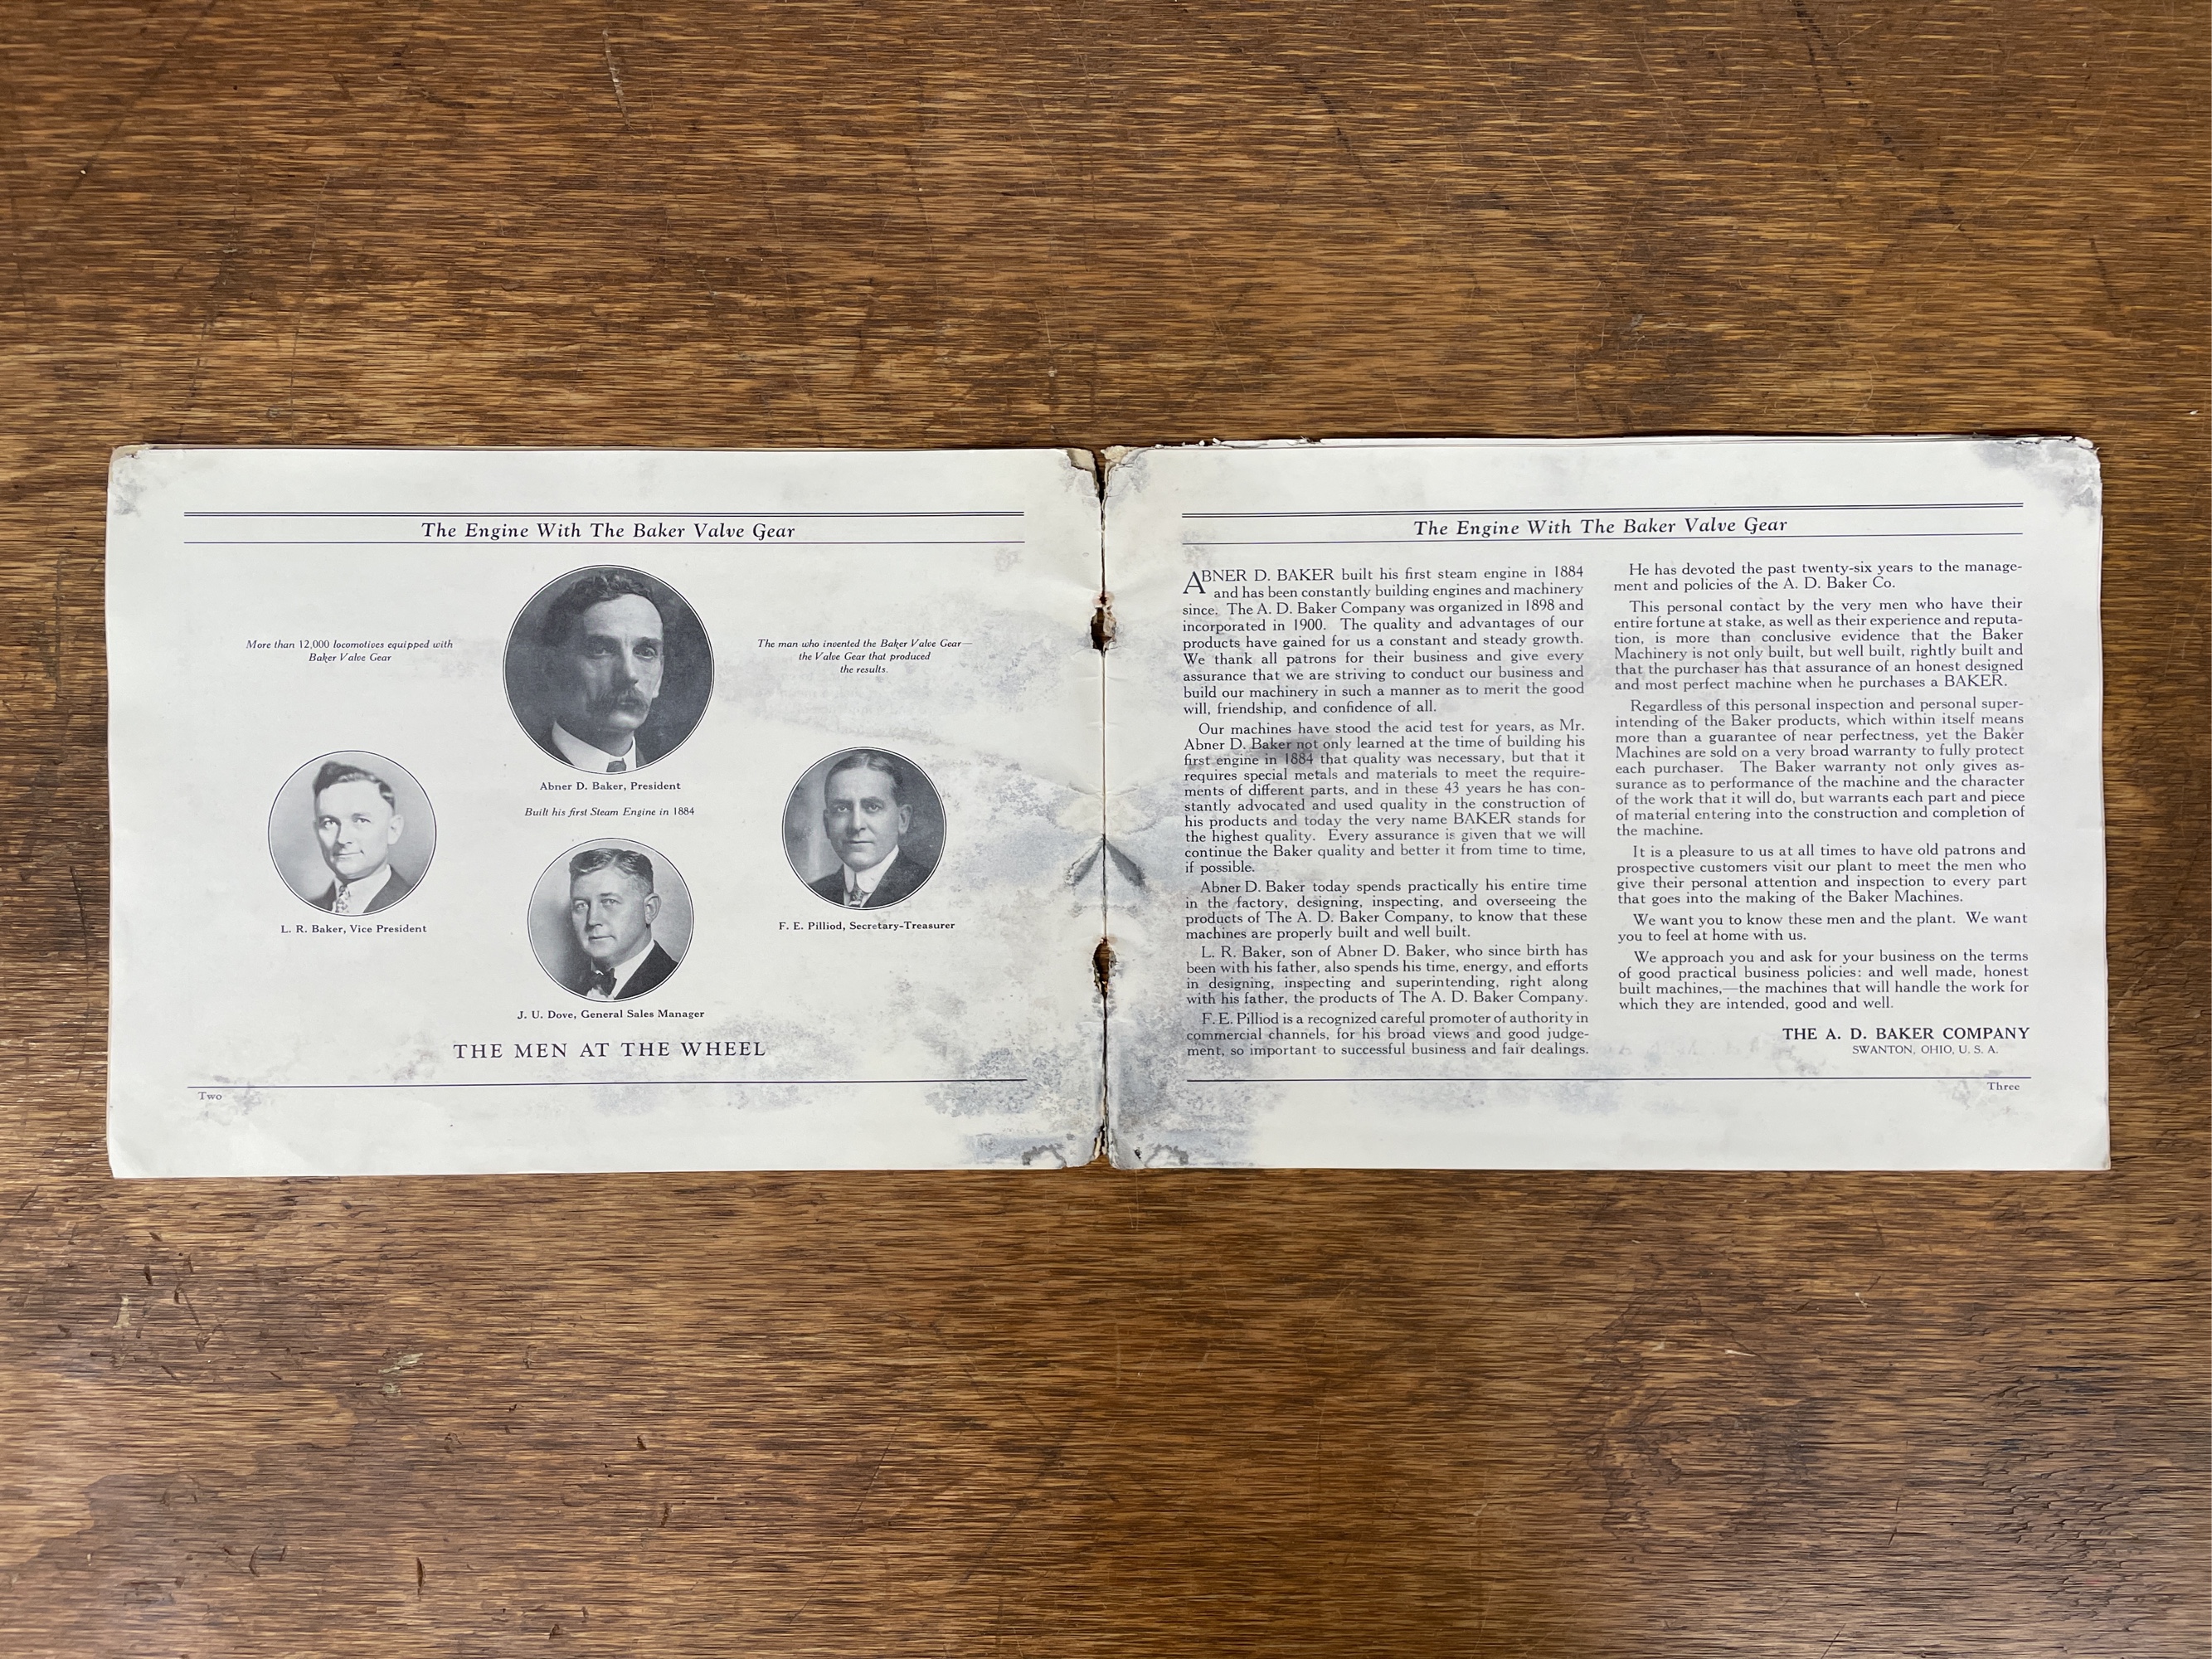 The Engine With The Baker Valve Gear
More than 12,000 locomotives equipped with
Baker Valve Gear
The man who invented the Baker Valve Gear—
the Valve Gear that produced
the results.
Abner D. Baker, President
Built his first Steam Engine in 1884
L. R. Baker, Vice President
F. E. Pilliod, Secretary-Treasurer
J. U. Dove, General Sales Manager
THE MEN AT THE WHEEL
Two
The Engine With The Baker Valve Gear
ABNER D. BAKER built his first steam engine in 1884
and has been constantly building engines and machinery
since. The A. D. Baker Company was organized in 1898 and
incorporated in 1900. The quality and advantages of our
products have gained for us a constant and steady growth.
We thank all patrons for their business and give every
assurance that we are striving to conduct our business and
build our machinery in such a manner as to merit the good
will, friendship, and confidence of all.
Our machines have stood the acid test for years, as Mr.
Abner D. Baker not only learned at the time of building his
first engine in 1884 that quality was necessary, but that it
requires special metals and materials to meet the require-
ments of different parts, and in these 43 years he has con-
stantly advocated and used quality in the construction of
his products and today the very name BAKER stands for
the highest quality. Every assurance is given that we will
continue the Baker quality and better it from time to time,
if possible.
Abner D. Baker today spends practically his entire time
in the factory, designing, inspecting, and overseeing the
products of The A. D. Baker Company, to know that these
machines are properly built and well built.
L. R. Baker, son of Abner D. Baker, who since birth has
been with his father, also spends his time, energy, and efforts
in designing, inspecting and superintending, right along
with his father, the products of The A. D. Baker Company.
F. E. Pilliod is a recognized careful promoter of authority in
commercial channels, for his broad views and good judge-
ment, so important to successful business and fair dealings.
He has devoted the past twenty-six years to the manage-
ment and policies of the A. D. Baker Co.
This personal contact by the very men who have their
entire fortune at stake, as well as their experience and reputa-
tion, is more than conclusive evidence that the Baker
Machinery is not only built, but well built, rightly built and
that the purchaser has that assurance of an honest designed
and most perfect machine when he purchases a BAKER.
Regardless of this personal inspection and personal super-
intending of the Baker products, which within itself means
more than a guarantee of near perfectness, yet the Baker
Machines are sold on a very broad warranty to fully protect
each purchaser. The Baker warranty not only gives as-
surance as to performance of the machine and the character
of the work that it will do, but warrants each part and piece
of material entering into the construction and completion of
the machine.
It is a pleasure to us at all times to have old patrons and
prospective customers visit our plant to meet the men who
give their personal attention and inspection to every part
that goes into the making of the Baker Machines.
We want you to know these men and the plant. We want
you to feel at home with us.
We approach you and ask for your business on the terms
of good practical business policies: and well made, honest
built machines,—the machines that will handle the work for
which they are intended, good and well.
THE A. D. BAKER COMPANY
SWANTON, OHIO, U. S. A.
Three